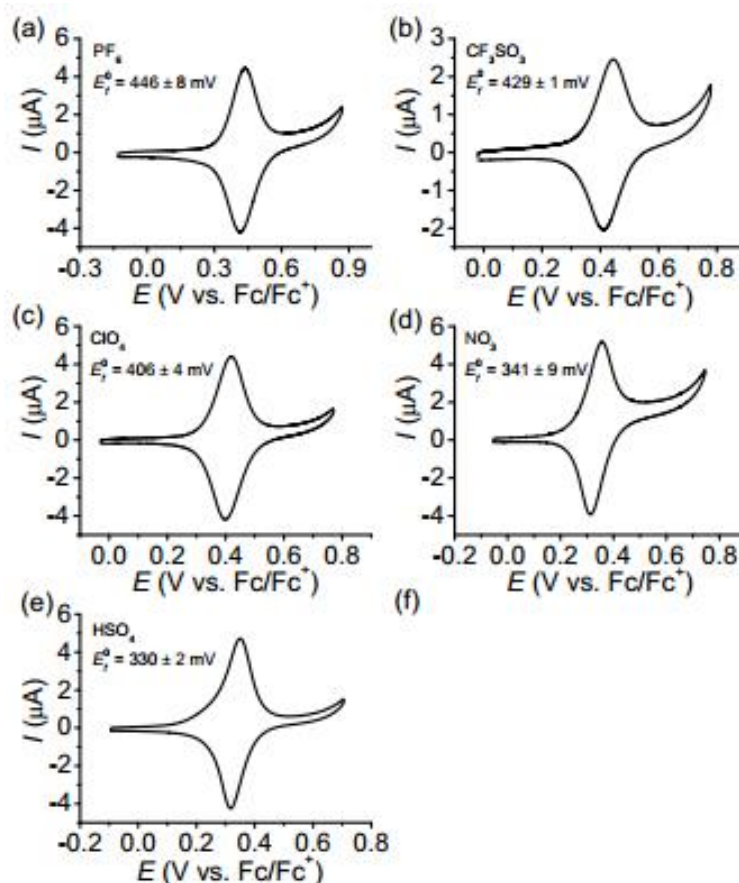 (a)
PF₆
E⁰f = 446 ± 8 mV
6
4
2
0
-2
-4
I (μA)
-0.3 0.0 0.3 0.6 0.9
E (V vs. Fc/Fc⁺)
(b)
CF₃SO₃
E⁰f = 429 ± 1 mV
3
2
1
0
-1
-2
I (μA)
0.0 0.2 0.4 0.6 0.8
E (V vs. Fc/Fc⁺)
(c)
ClO₄
E⁰f = 406 ± 4 mV
6
4
2
0
-2
-4
I (μA)
0.0 0.2 0.4 0.6 0.8
E (V vs. Fc/Fc⁺)
(d)
NO₃
E⁰f = 341 ± 9 mV
6
4
2
0
-2
-4
I (μA)
-0.2 0.0 0.2 0.4 0.6 0.8
E (V vs. Fc/Fc⁺)
(e)
HSO₄
E⁰f = 330 ± 2 mV
6
4
2
0
-2
-4
I (μA)
-0.2 0.0 0.2 0.4 0.6 0.8
E (V vs. Fc/Fc⁺)
(f)